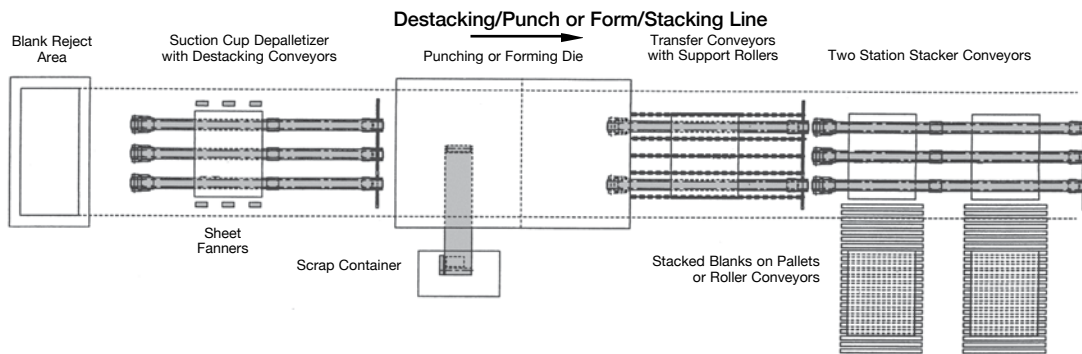 Destacking/Punch or Form/Stacking Line
Blank Reject
Area
Suction Cup Depalletizer
with Destacking Conveyors
Punching or Forming Die
Transfer Conveyors
with Support Rollers
Two Station Stacker Conveyors
Sheet
Fanners
Scrap Container
Stacked Blanks on Pallets
or Roller Conveyors